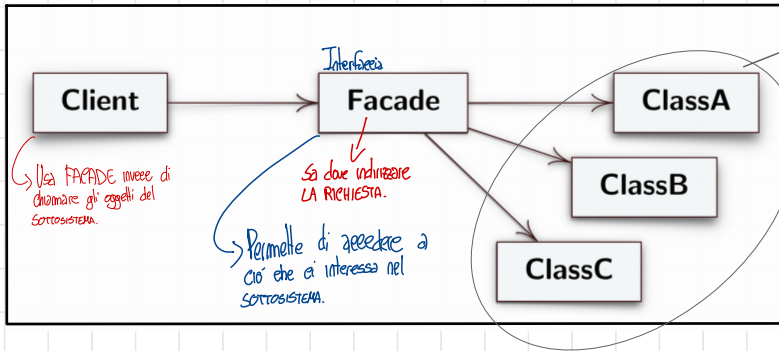 Interfaccia
Client
Facade
ClassA
ClassB
ClassC
Usa FACADE invece di
chiamare gli oggetti del
SOTTOSISTEMA.
Sa dove indirizzare
LA RICHIESTA.
Permette di accedere a
ciò che ci interessa nel
SOTTOSISTEMA.